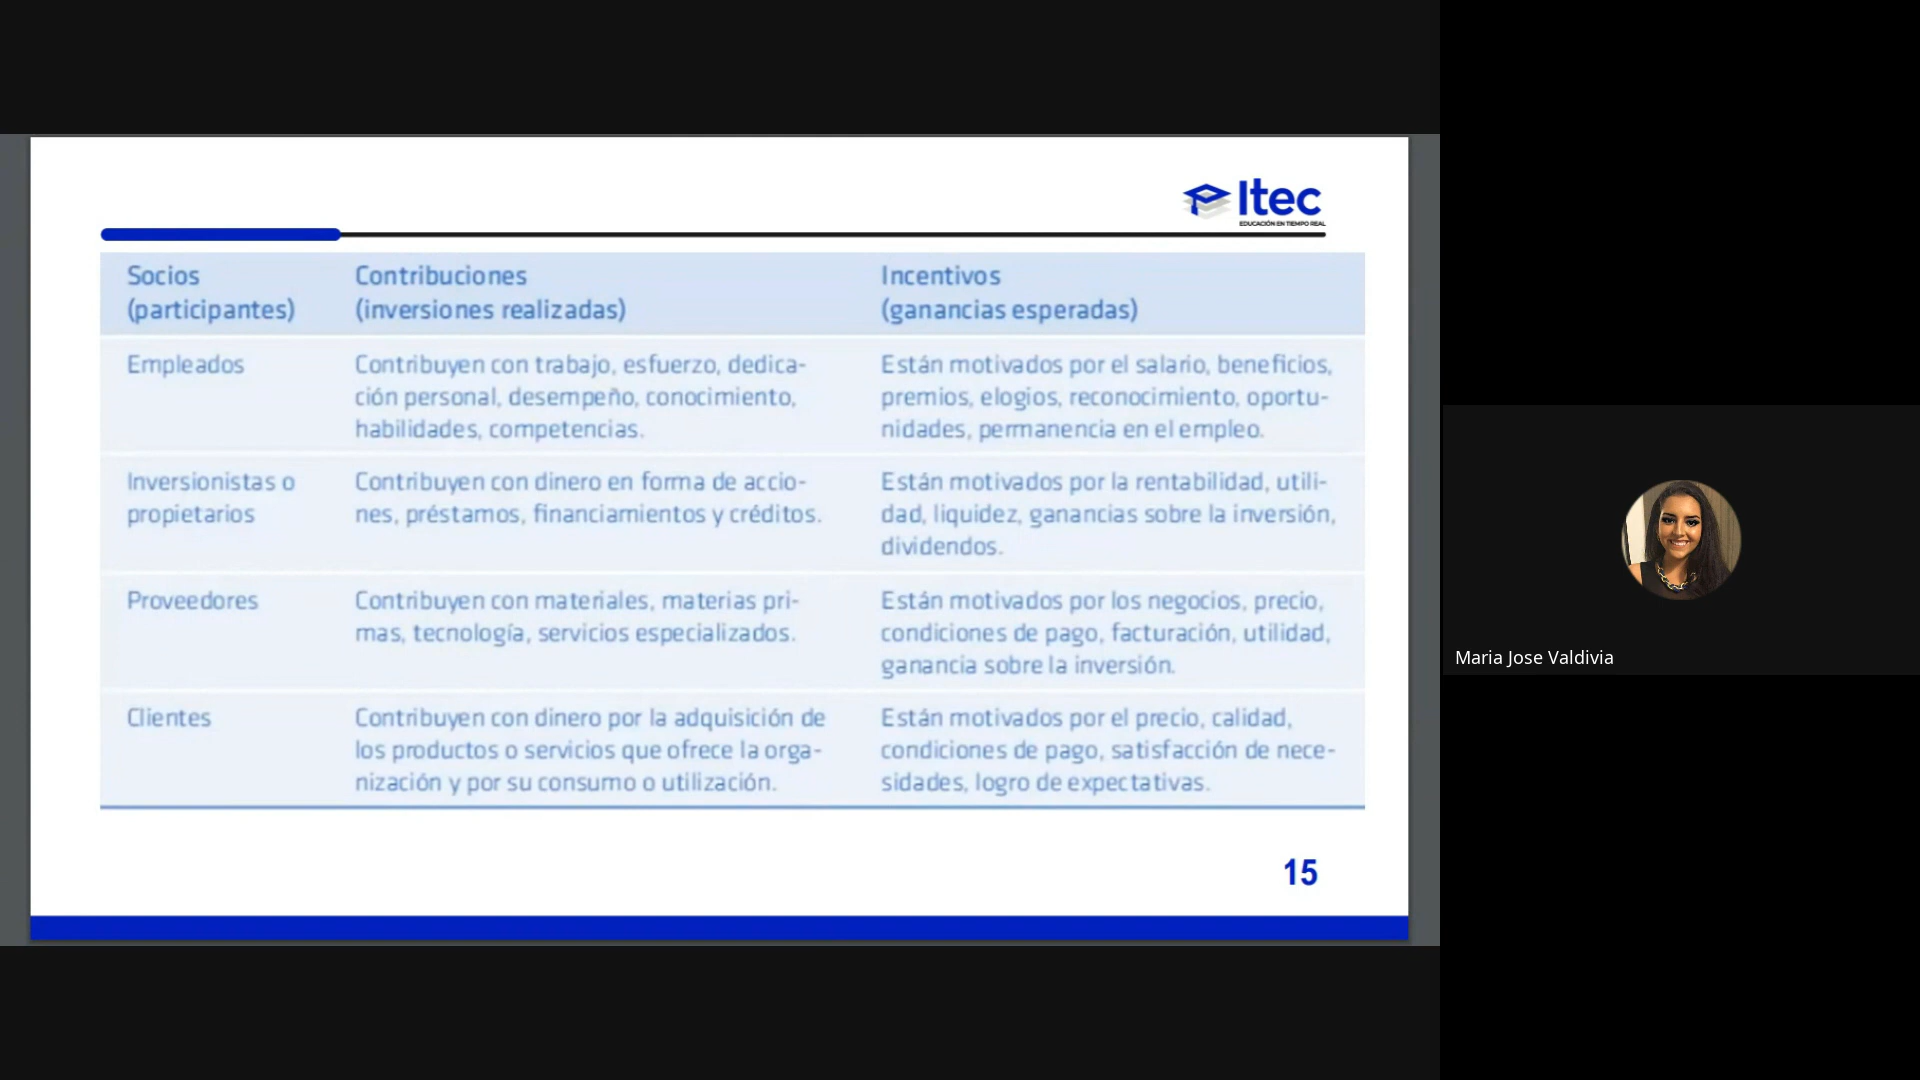 Itec
EDUCACIÓN EN TIEMPO REAL
Socios
(participantes)
Contribuciones
(inversiones realizadas)
Incentivos
(ganancias esperadas)
Empleados
Contribuyen con trabajo, esfuerzo, dedica-
ción personal, desempeño, conocimiento,
habilidades, competencias.
Están motivados por el salario, beneficios,
premios, elogios, reconocimiento, oportu-
nidades, permanencia en el empleo.
Inversionistas o
propietarios
Contribuyen con dinero en forma de accio-
nes, préstamos, financiamientos y créditos.
Están motivados por la rentabilidad, utili-
dad, liquidez, ganancias sobre la inversión,
dividendos.
Proveedores
Contribuyen con materiales, materias pri-
mas, tecnología, servicios especializados.
Están motivados por los negocios, precio,
condiciones de pago, facturación, utilidad,
ganancia sobre la inversión.
Clientes
Contribuyen con dinero por la adquisición de
los productos o servicios que ofrece la orga-
nización y por su consumo o utilización.
Están motivados por el precio, calidad,
condiciones de pago, satisfacción de nece-
sidades, logro de expectativas.
15
Maria Jose Valdivia